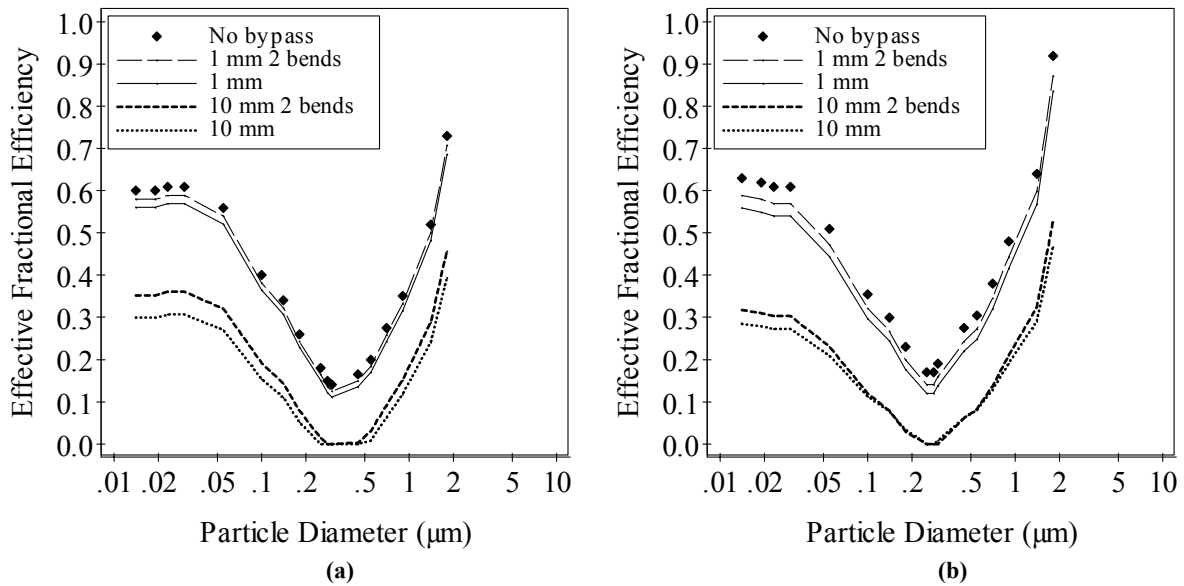 Effective Fractional Efficiency
1.0
0.9
0.8
0.7
0.6
0.5
0.4
0.3
0.2
0.1
0.0
No bypass
1 mm 2 bends
1 mm
10 mm 2 bends
10 mm
.01 .02 .05 .1 .2 .5 1 2 5 10
Particle Diameter (μm)
(a)
Effective Fractional Efficiency
1.0
0.9
0.8
0.7
0.6
0.5
0.4
0.3
0.2
0.1
0.0
No bypass
1 mm 2 bends
1 mm
10 mm 2 bends
10 mm
.01 .02 .05 .1 .2 .5 1 2 5 10
Particle Diameter (μm)
(b)